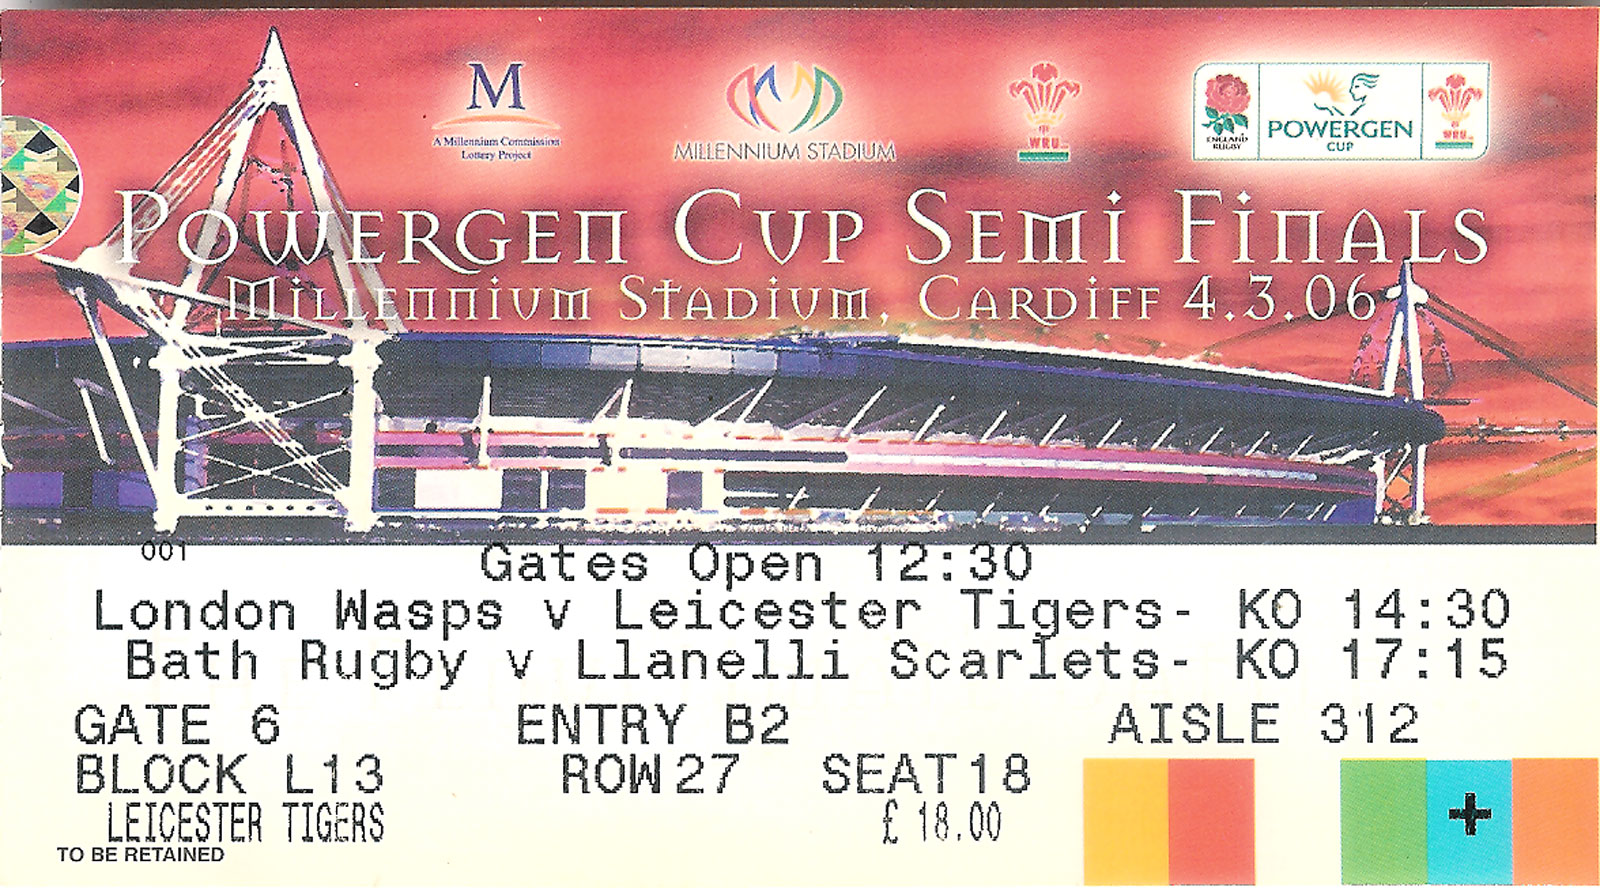 M
A Millennium Commission
Lottery Project
MILLENNIUM STADIUM
WRU
ENGLAND
RUGBY
POWERGEN
CUP
WRU
POWERGEN CUP SEMI FINALS
MILLENNIUM STADIUM, CARDIFF 4.3.06
001
Gates Open 12:30
London Wasps v Leicester Tigers- KO 14:30
Bath Rugby v Llanelli Scarlets- KO 17:15
GATE 6 ENTRY B2 AISLE 312
BLOCK L13 ROW 27 SEAT 18
LEICESTER TIGERS £ 18.00
TO BE RETAINED